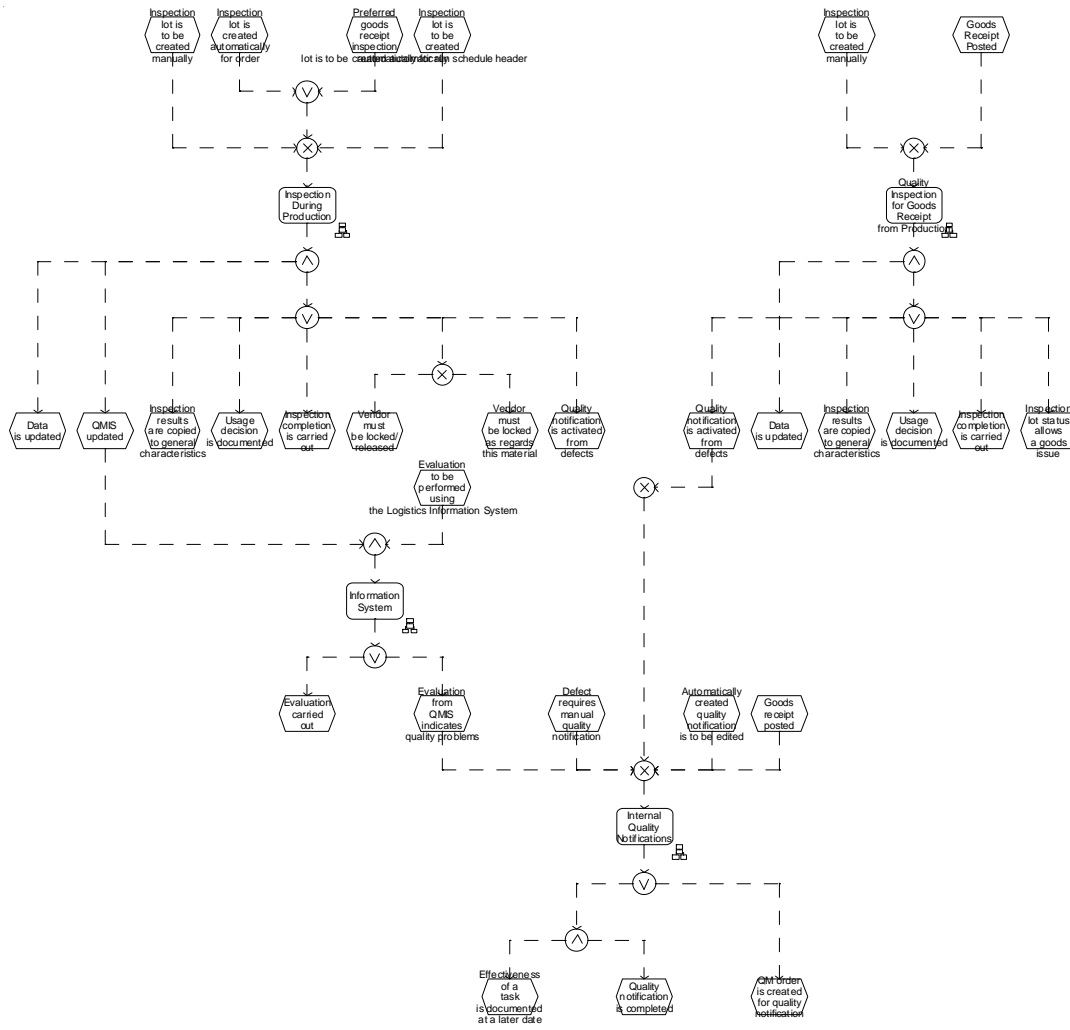 Inspection
lot is
to be
created
manually
Inspection
lot is
created
automatically
for order
Preferred
goods
receipt
inspection
Inspection
lot is
to be
created
lot is to be
schedule header
Inspection
lot is
to be
created
manually
Goods
Receipt
Posted
Inspection
During
Production
Quality
Inspection
for Goods
Receipt
from Production
Data
is updated
QMIS
updated
Inspection
results
are copied
to general
characteristics
Usage
decision
is documented
Inspection
completion
is carried
out
Vendor
must
be locked/
released
Vendor
must
be locked
as regards
this material
Quality
notification
is activated
from
defects
Quality
notification
is activated
from
defects
Data
is updated
Inspection
results
are copied
to general
characteristics
Usage
decision
is documented
Inspection
completion
is carried
out
Inspection
lot status
allows
a goods
issue
Evaluation
to be
performed
using
the Logistics Information System
Information
System
Evaluation
carried
out
Evaluation
from
QMIS
indicates
quality problems
Defect
requires
manual
quality
notification
Automatically
created
quality
notification
is to be edited
Goods
receipt
posted
Internal
Quality
Notifications
Effectiveness
of a
task
is documented
at a later date
Quality
notification
is completed
QM order
is created
for quality
notification